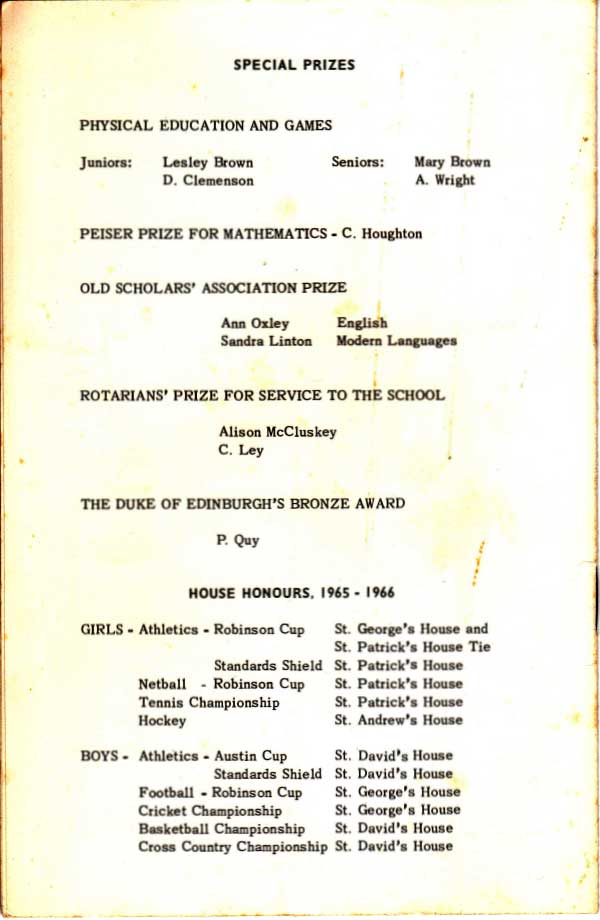 SPECIAL PRIZES
PHYSICAL EDUCATION AND GAMES
Juniors: Lesley Brown Seniors: Mary Brown
D. Clemenson A. Wright
PEISER PRIZE FOR MATHEMATICS - C. Houghton
OLD SCHOLARS' ASSOCIATION PRIZE
Ann Oxley English
Sandra Linton Modern Languages
ROTARIANS' PRIZE FOR SERVICE TO THE SCHOOL
Alison McCluskey
C. Ley
THE DUKE OF EDINBURGH'S BRONZE AWARD
P. Quy
HOUSE HONOURS, 1965 - 1966
GIRLS - Athletics - Robinson Cup St. George's House and
St. Patrick's House Tie
Standards Shield St. Patrick's House
Netball - Robinson Cup St. Patrick's House
Tennis Championship St. Patrick's House
Hockey St. Andrew's House
BOYS - Athletics - Austin Cup St. David's House
Standards Shield St. David's House
Football - Robinson Cup St. George's House
Cricket Championship St. George's House
Basketball Championship St. David's House
Cross Country Championship St. David's House